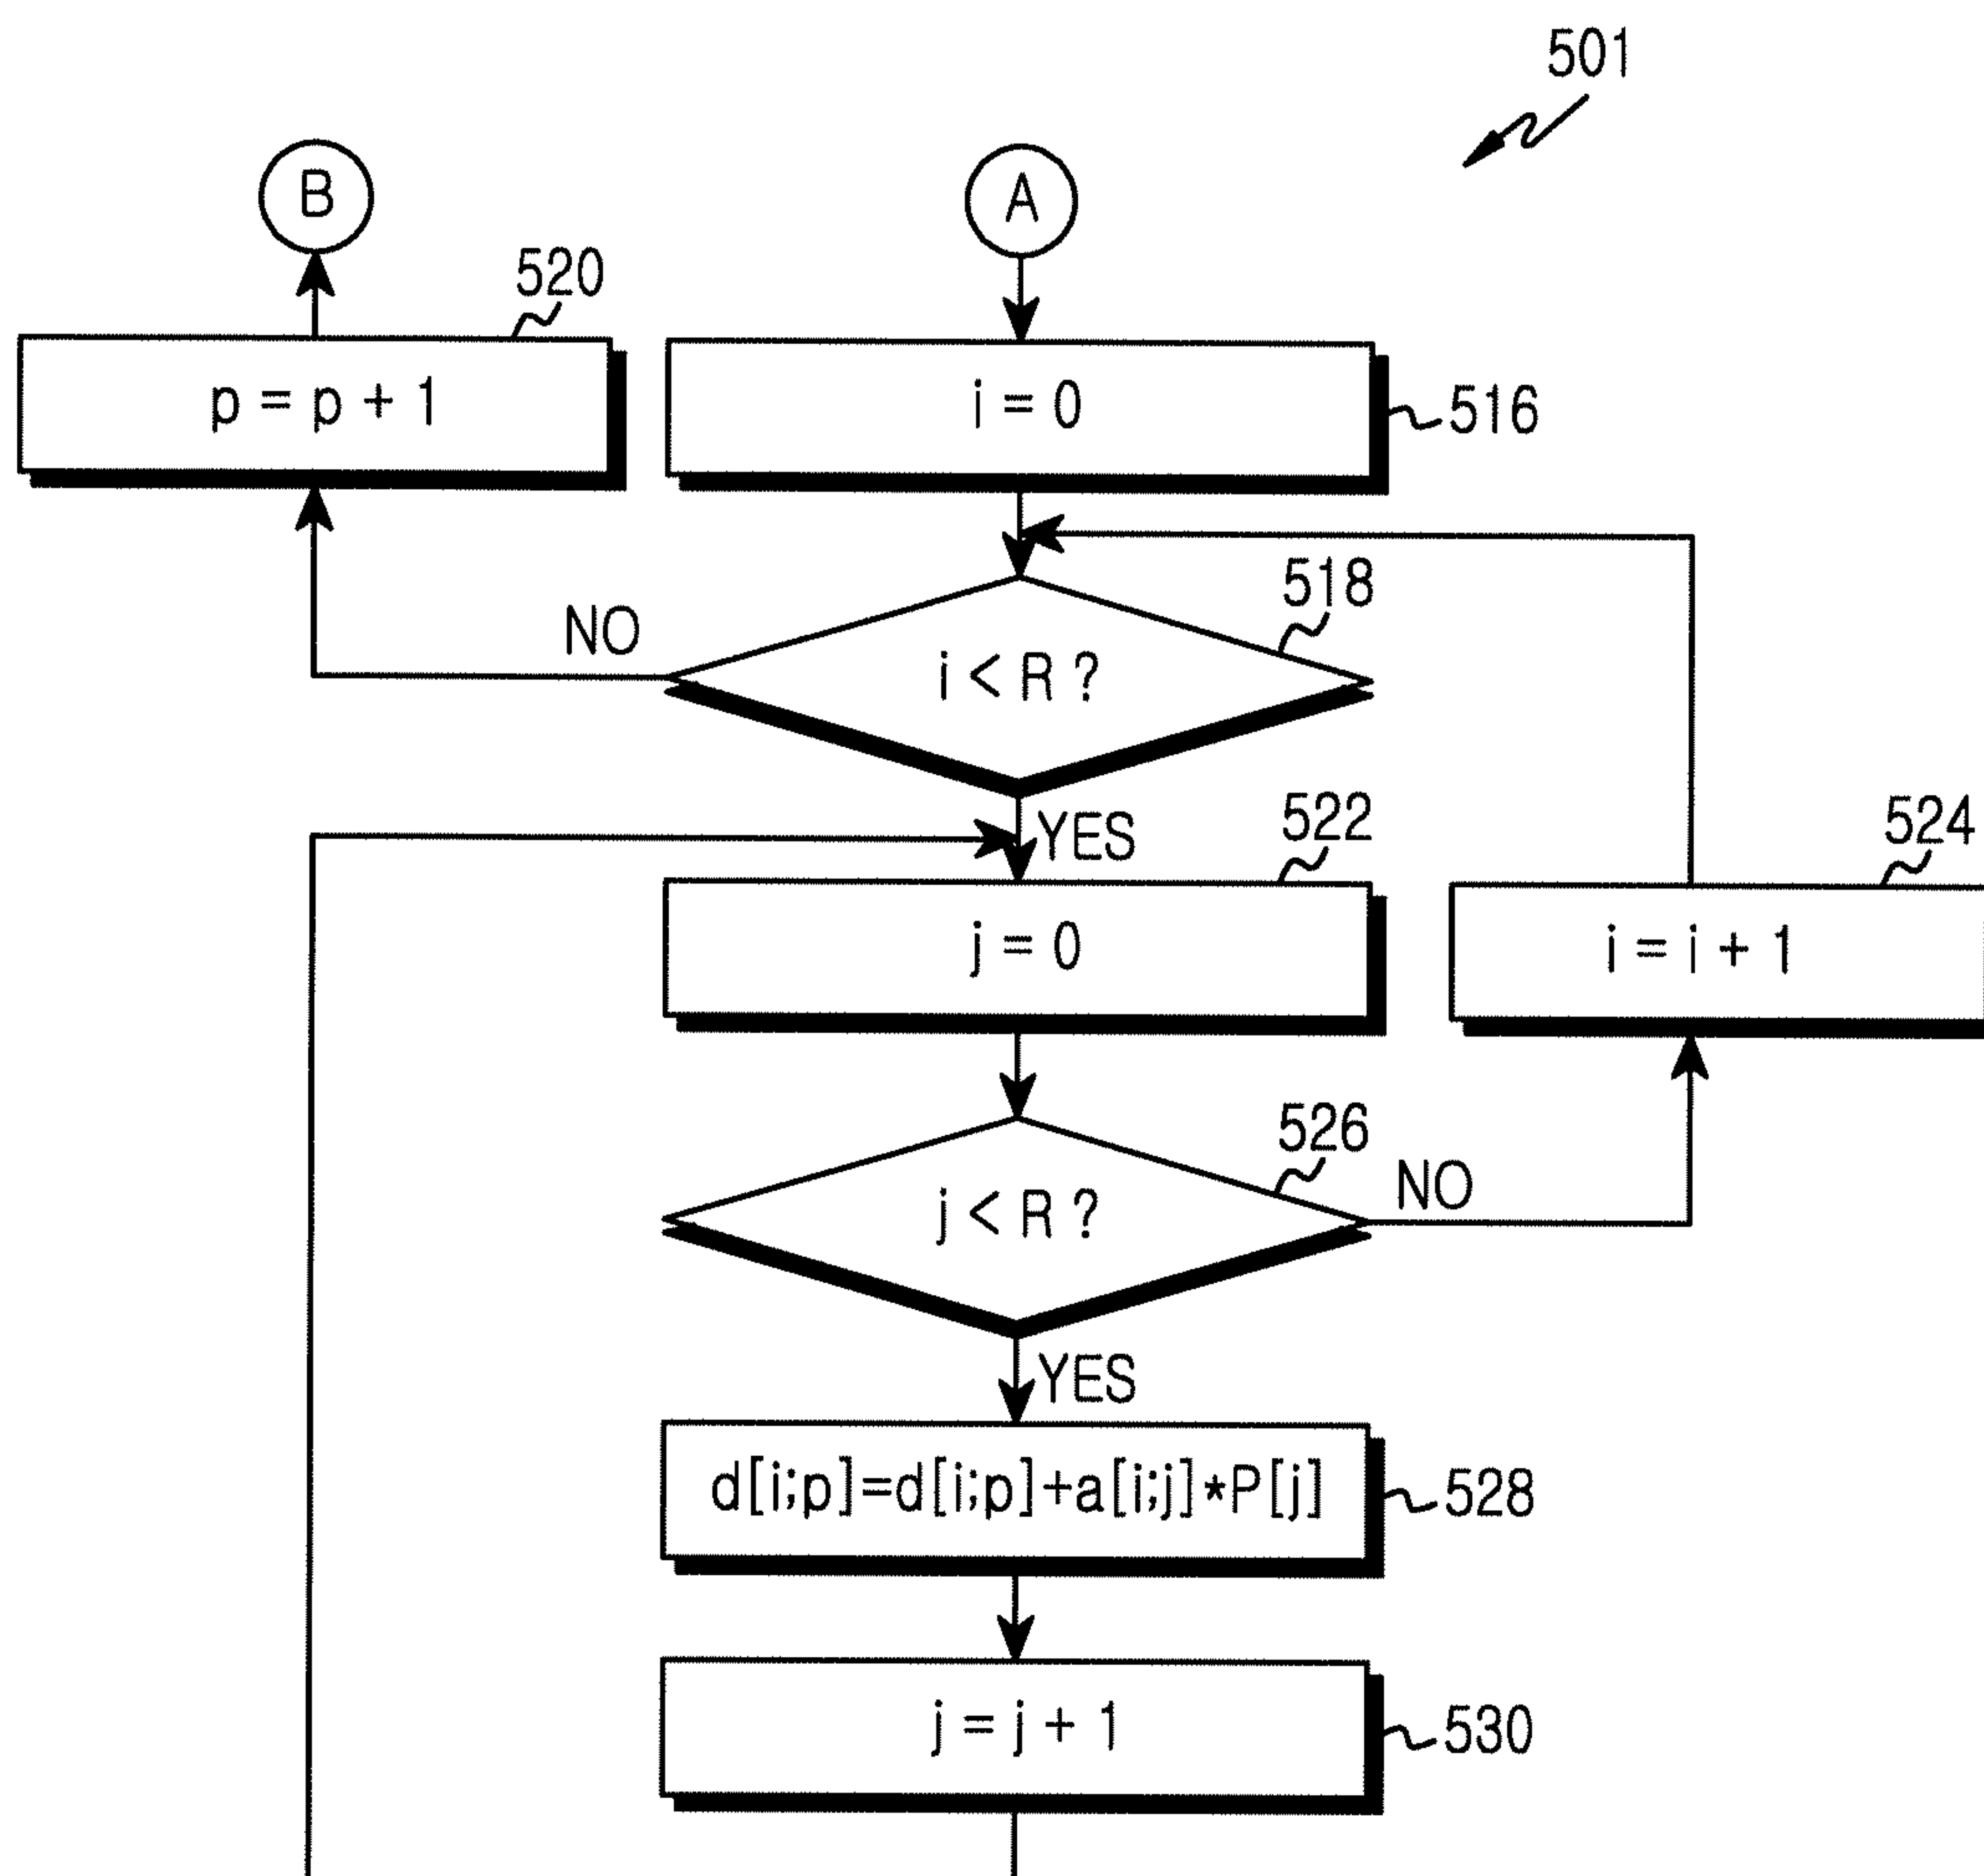 501
B
A
520
p = p + 1
i = 0
516
518
NO
i < R ?
YES
522
524
j = 0
i = i + 1
526
NO
j < R ?
YES
d[i;p]=d[i;p]+a[i;j]*P[j]
528
j = j + 1
530